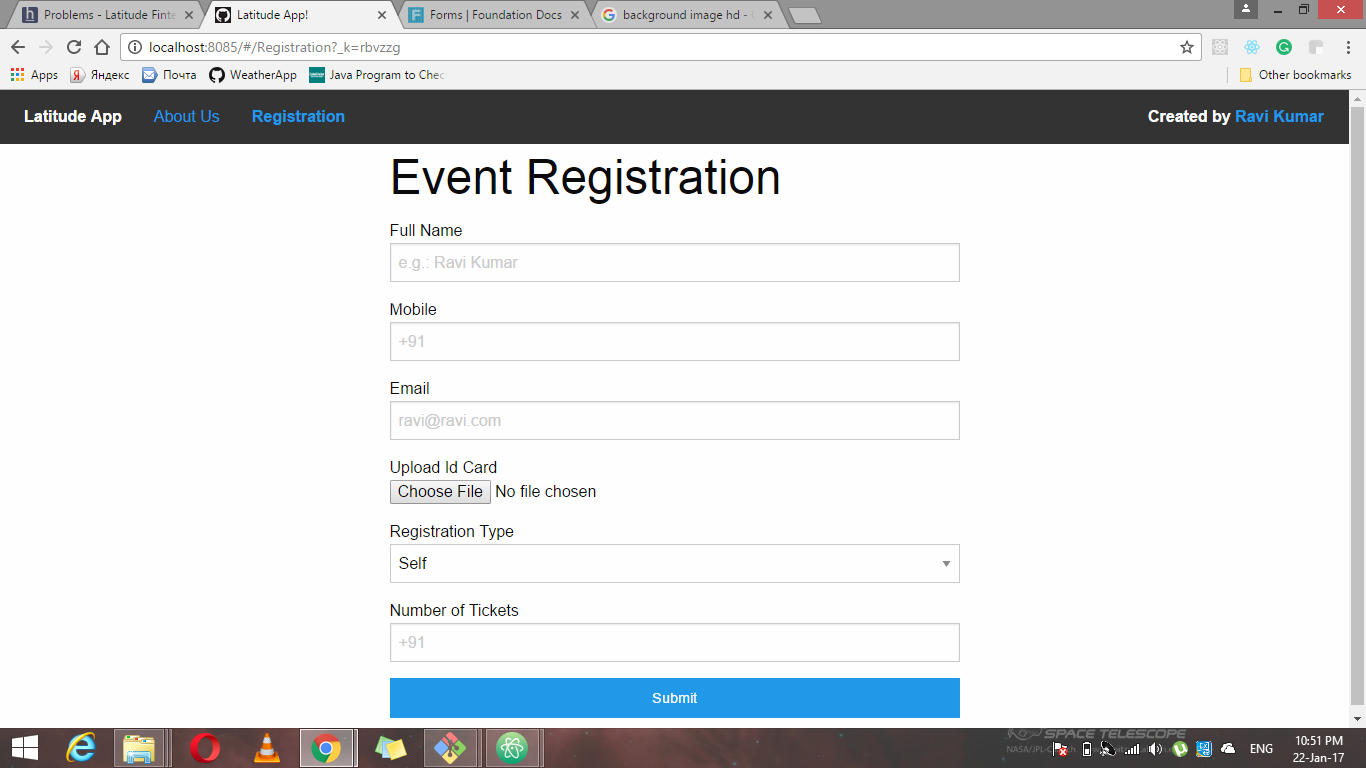 Problems - Latitude Finte
Latitude App!
Forms | Foundation Docs
background image hd -
localhost:8085/#/Registration?_k=rbvzzg
Apps
Яндекс
Почта
WeatherApp
Java Program to Chec
Other bookmarks
Latitude App
About Us
Registration
Created by Ravi Kumar
Event Registration
Full Name
e.g.: Ravi Kumar
Mobile
+91
Email
ravi@ravi.com
Upload Id Card
Choose File No file chosen
Registration Type
Self
Number of Tickets
+91
Submit
SPACE TELESCOPE
NASA/JPL-C
ENG
10:51 PM
22-Jan-17